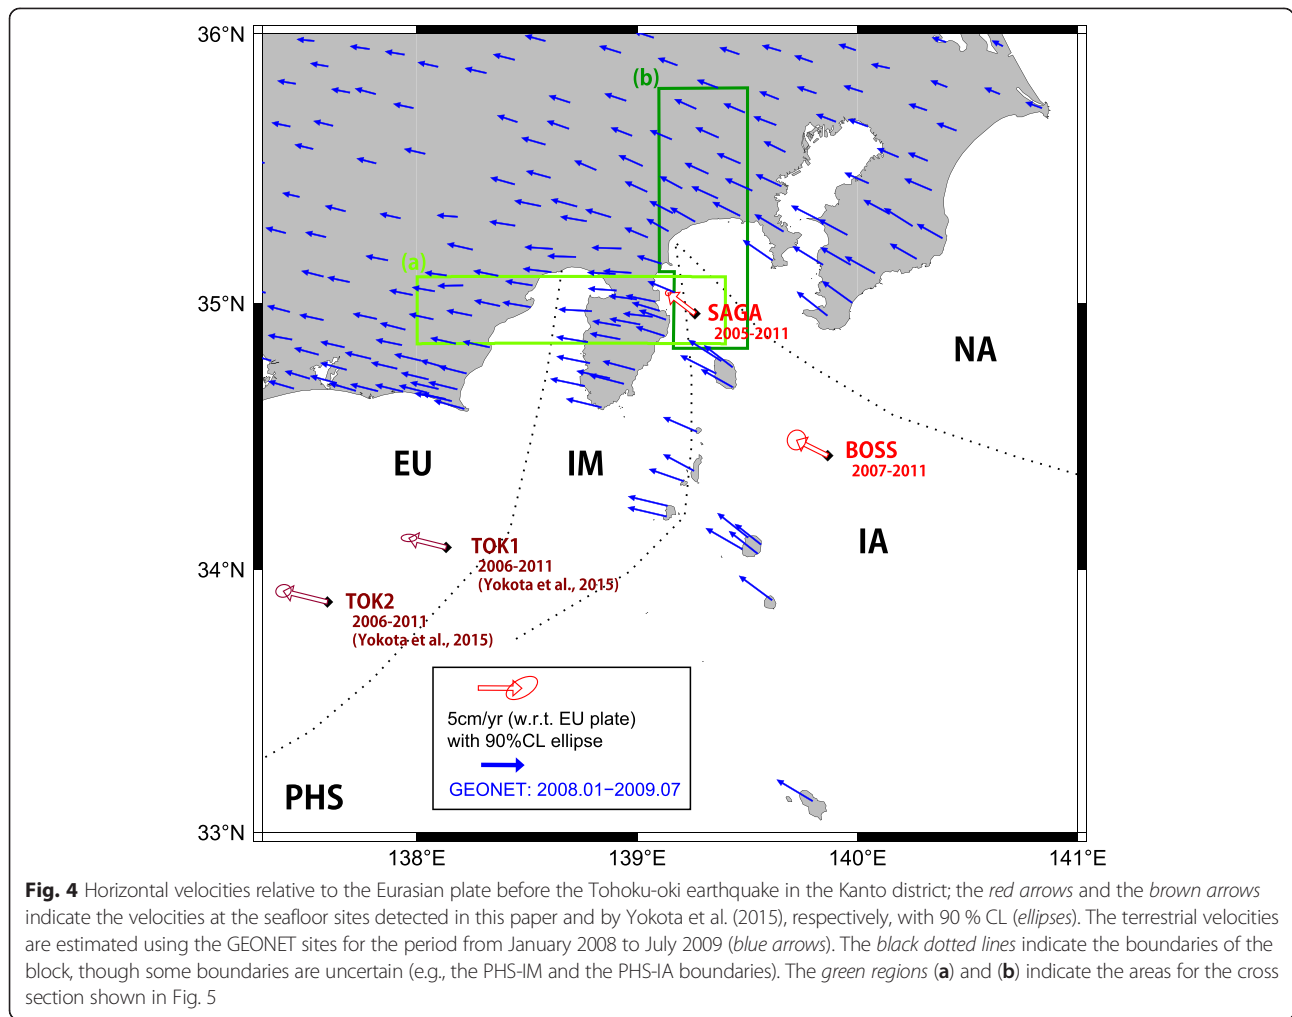 36°N
(b)
(a)
35°N
SAGA
2005-2011
NA
EU
IM
BOSS
2007-2011
IA
TOK1
2006-2011
(Yokota et al., 2015)
34°N
TOK2
2006-2011
(Yokota et al., 2015)
5cm/yr (w.r.t. EU plate)
with 90%CL ellipse
GEONET: 2008.01−2009.07
PHS
33°N
138°E 139°E 140°E 141°E
Fig. 4 Horizontal velocities relative to the Eurasian plate before the Tohoku-oki earthquake in the Kanto district; the red arrows and the brown arrows
indicate the velocities at the seafloor sites detected in this paper and by Yokota et al. (2015), respectively, with 90 % CL (ellipses). The terrestrial velocities
are estimated using the GEONET sites for the period from January 2008 to July 2009 (blue arrows). The black dotted lines indicate the boundaries of the
block, though some boundaries are uncertain (e.g., the PHS-IM and the PHS-IA boundaries). The green regions (a) and (b) indicate the areas for the cross
section shown in Fig. 5